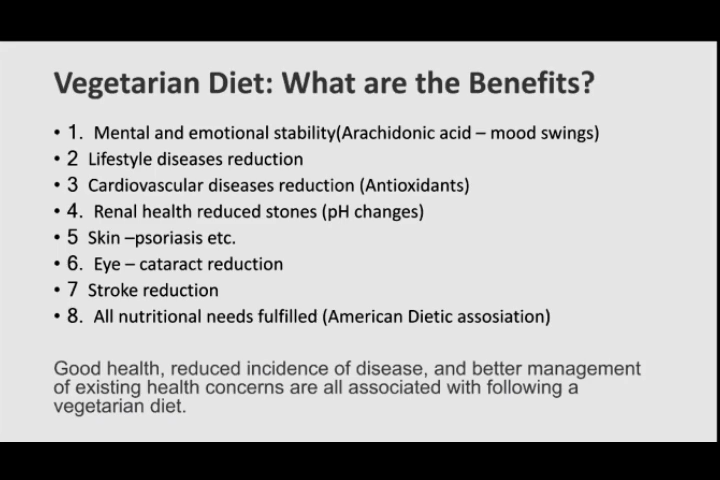 Vegetarian Diet: What are the Benefits?
• 1. Mental and emotional stability(Arachidonic acid – mood swings)
• 2 Lifestyle diseases reduction
• 3 Cardiovascular diseases reduction (Antioxidants)
• 4. Renal health reduced stones (pH changes)
• 5 Skin –psoriasis etc.
• 6. Eye – cataract reduction
• 7 Stroke reduction
• 8. All nutritional needs fulfilled (American Dietic assosiation)
Good health, reduced incidence of disease, and better management
of existing health concerns are all associated with following a
vegetarian diet.